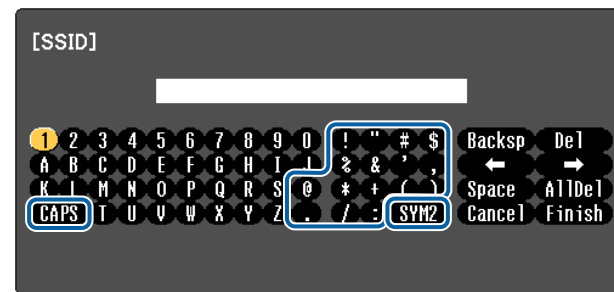 [SSID]
1 2 3 4 5 6 7 8 9 0 ! " # $ Backsp Del
A B C D E F G H I J % & ' , ← →
K L M N O P Q R S @ * + ( ) Space AllDel
CAPS T U V W X Y Z . / : SYM2 Cancel Finish